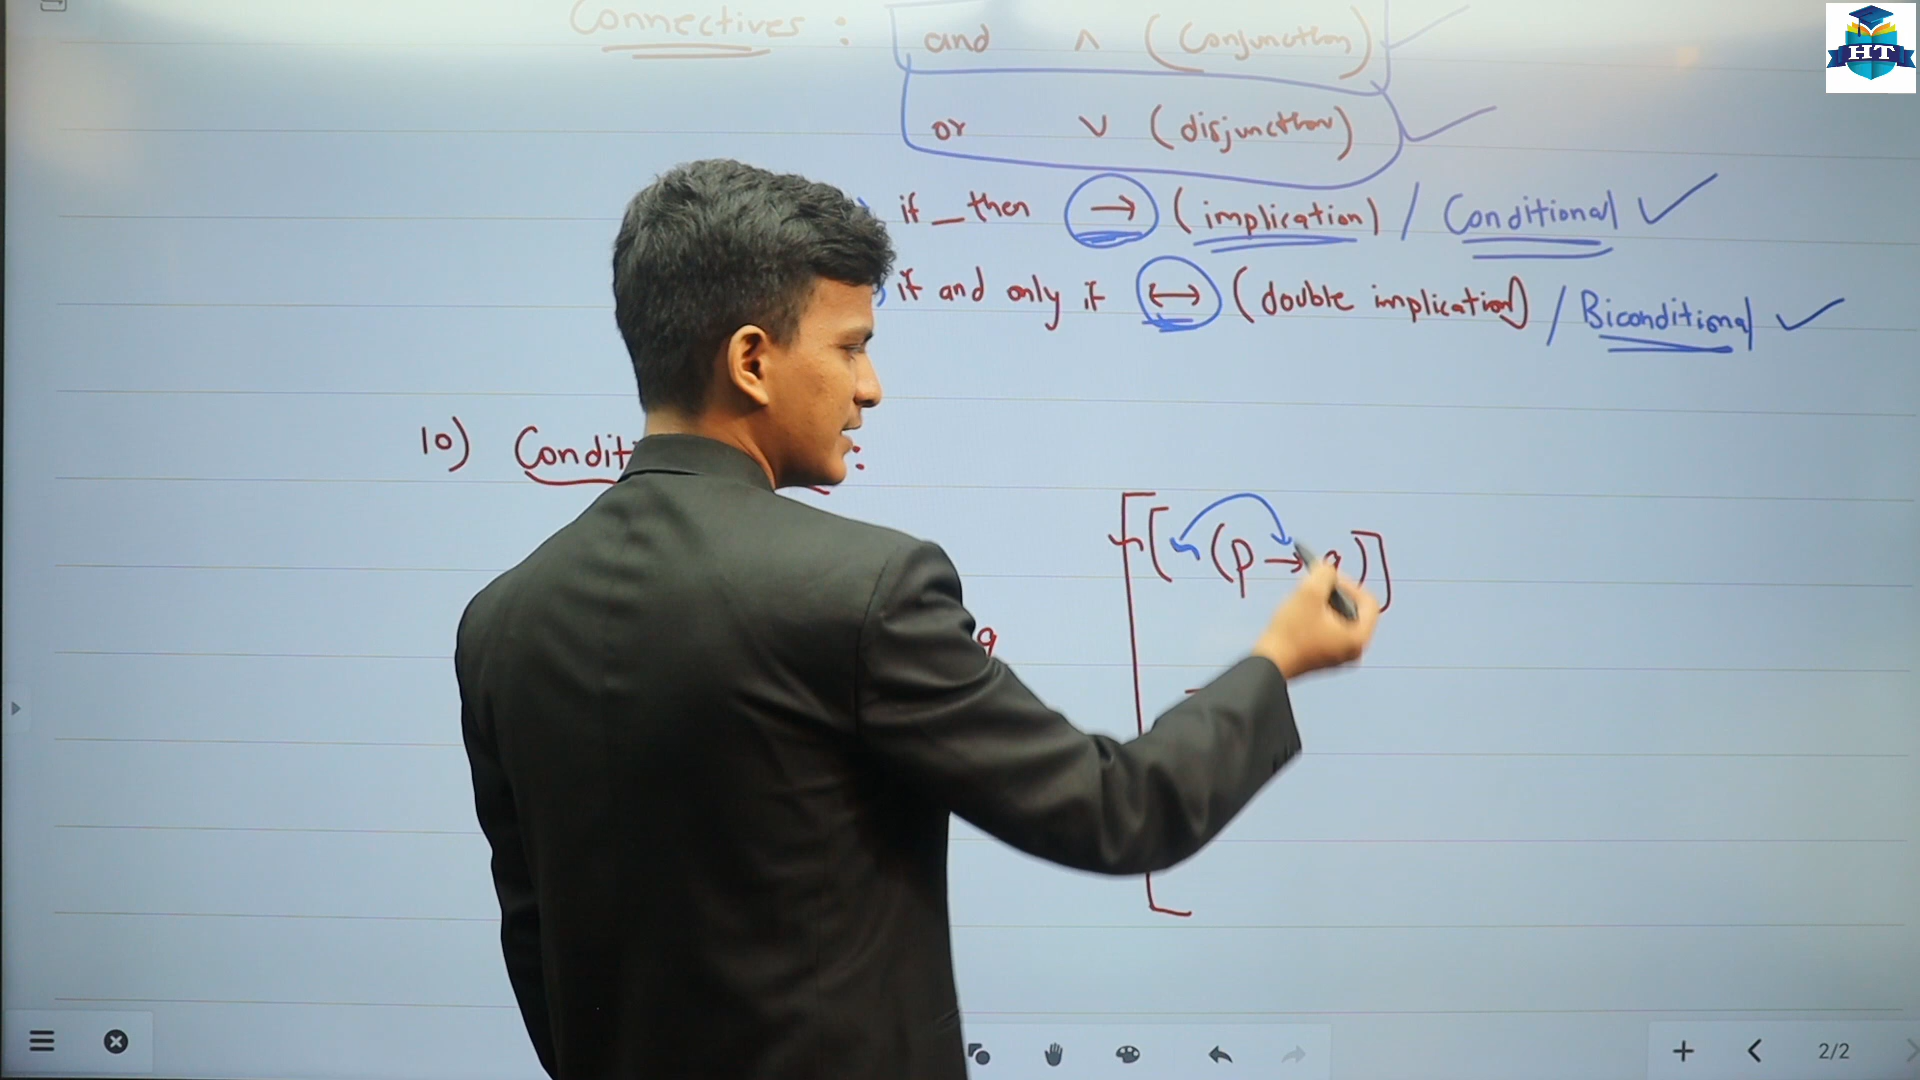 HT
Connectives :
and ∧ (Conjunction)
or ∨ (disjunction)
if _ then → (implication) / Conditional ✓
if and only if ↔ (double implication) / Biconditional ✓
10) Condit :
[ ~ (p → q) ]
q
2/2